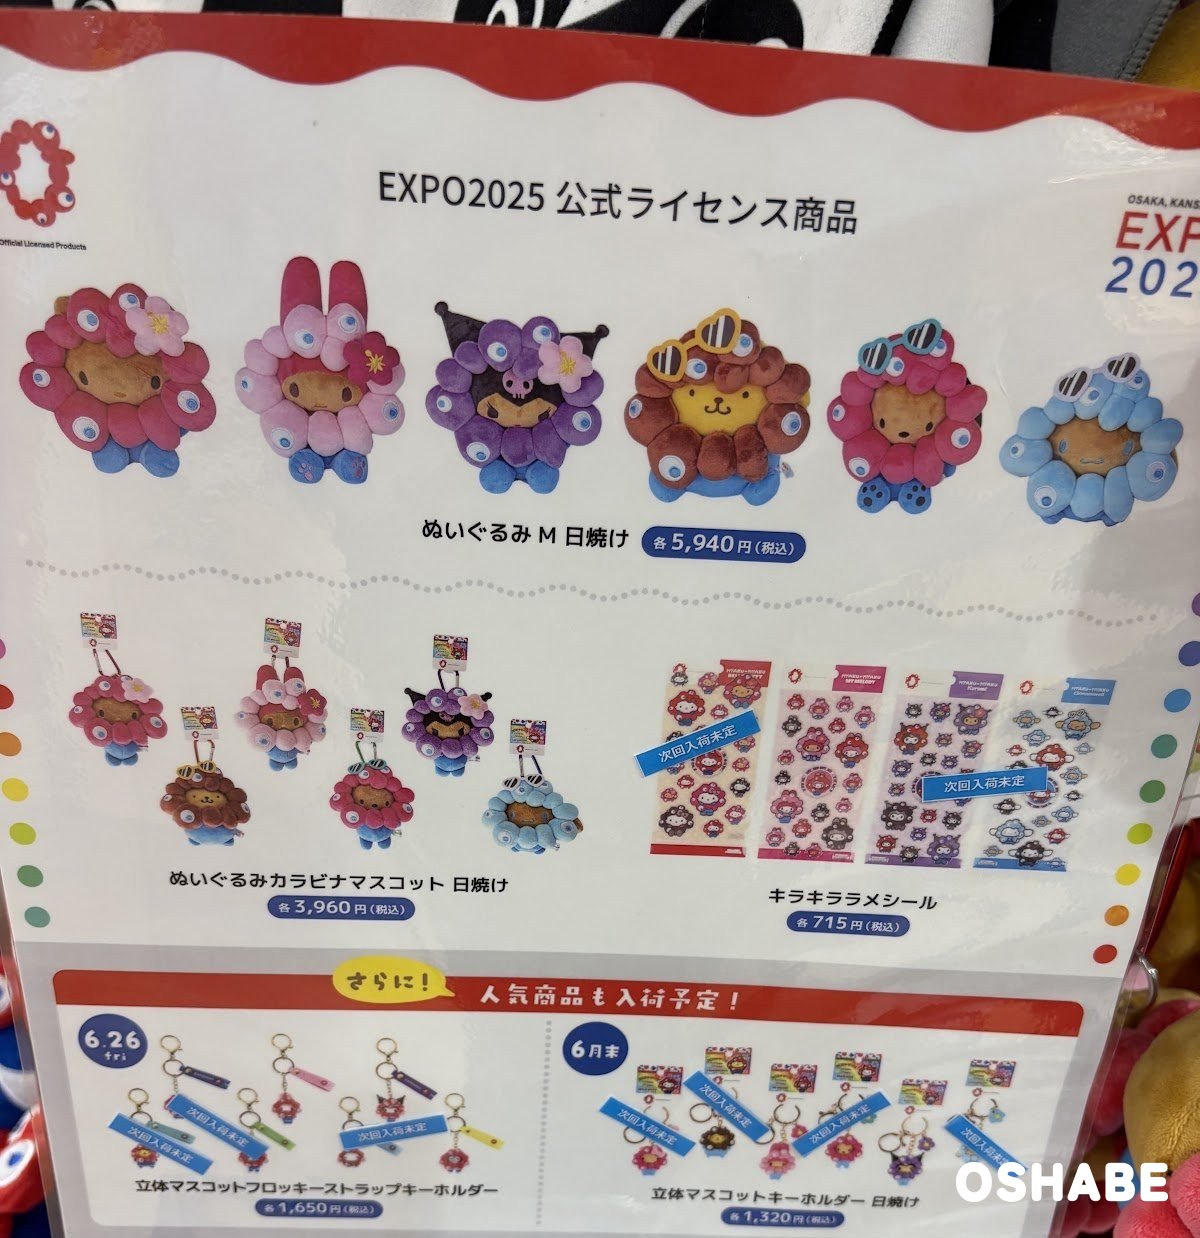 EXPO2025 公式ライセンス商品
Official Licensed Products
OSAKA, KANS
EXP
202
ぬいぐるみ M 日焼け
各5,940円(税込)
次回入荷未定
MYAKU-MYAKU
MY MELODY
MYAKU-MYAKU
Kuromi
次回入荷未定
ぬいぐるみカラビナマスコット 日焼け
各3,960円(税込)
キラキララメシール
各715円(税込)
さらに!
人気商品も入荷予定!
6.26
fri
次回入荷未定
次回入荷未定
次回入荷未定
立体マスコットフロッキーストラップキーホルダー
各1,650円(税込)
6月末
次回入荷未定
次回入荷未定
次回入荷未定
次回入荷未定
立体マスコットキーホルダー 日焼け
各1,320円(税込)
OSHABE